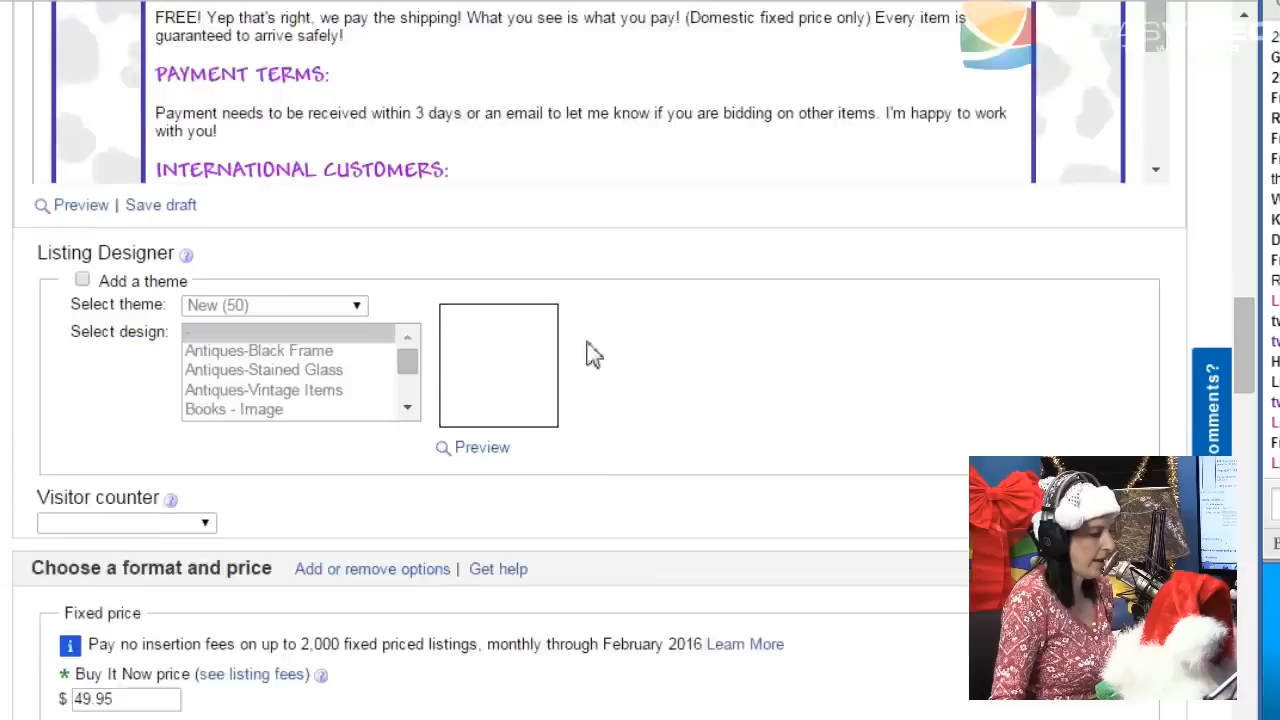 FREE! Yep that's right, we pay the shipping! What you see is what you pay! (Domestic fixed price only) Every item is
guaranteed to arrive safely!
PAYMENT TERMS:
Payment needs to be received within 3 days or an email to let me know if you are bidding on other items. I'm happy to work
with you!
INTERNATIONAL CUSTOMERS:
Preview | Save draft
Listing Designer
Add a theme
Select theme: New (50)
Select design: -
Antiques-Black Frame
Antiques-Stained Glass
Antiques-Vintage Items
Books - Image
Preview
omments?
Visitor counter
Choose a format and price Add or remove options | Get help
Fixed price
Pay no insertion fees on up to 2,000 fixed priced listings, monthly through February 2016 Learn More
* Buy It Now price (see listing fees)
$ 49.95